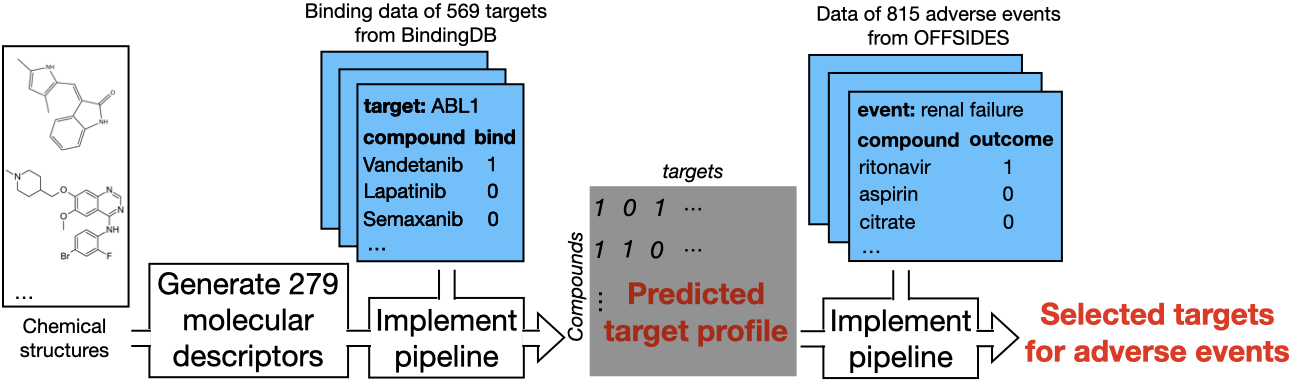 Binding data of 569 targets
from BindingDB
Data of 815 adverse events
from OFFSIDES
NH
O
NH
N
O
N
N
O
NH
Br
F
...
Chemical
structures
Generate 279
molecular
descriptors
target: ABL1
compound bind
Vandetanib 1
Lapatinib 0
Semaxanib 0
...
Implement
pipeline
targets
Compounds
1 0 1 ...
1 1 0 ...
⋮
Predicted
target profile
event: renal failure
compound outcome
ritonavir 1
aspirin 0
citrate 0
...
Implement
pipeline
Selected targets
for adverse events